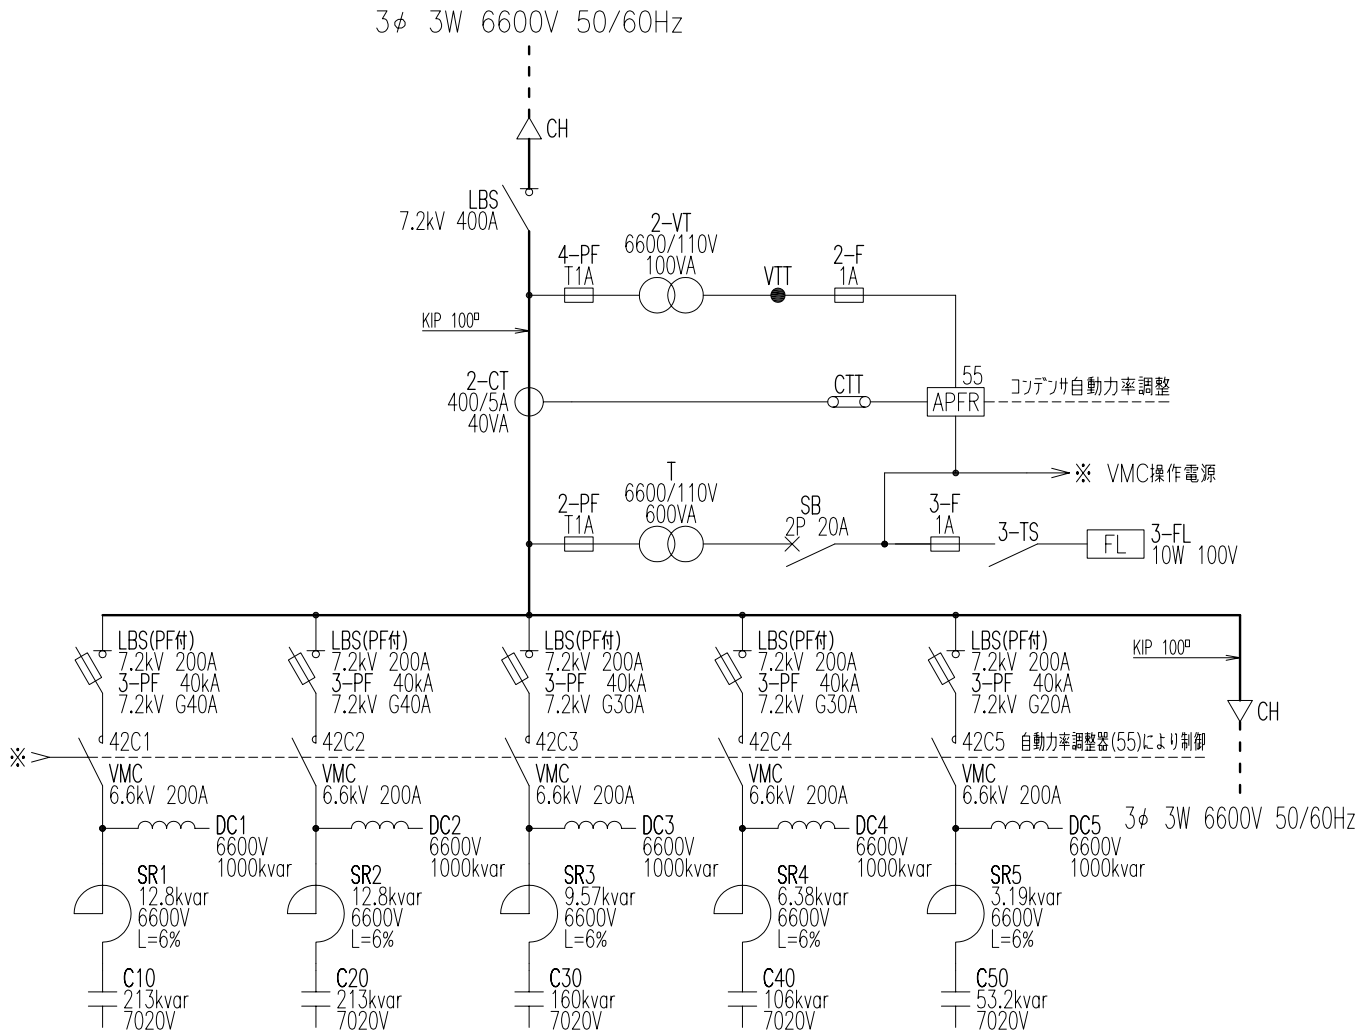 3φ 3W 6600V 50/60Hz
CH
LBS
7.2kV 400A
4-PF
T1A
2-VT
6600/110V
100VA
VTT
2-F
1A
KIP 100°
2-CT
400/5A
40VA
CTT
55
APFR
コンデンサ自動力率調整
※ VMC操作電源
2-PF
T1A
T
6600/110V
600VA
SB
2P 20A
3-F
1A
3-TS
FL
3-FL
10W 100V
LBS(PF付)
7.2kV 200A
3-PF 40kA
7.2kV G40A
LBS(PF付)
7.2kV 200A
3-PF 40kA
7.2kV G40A
LBS(PF付)
7.2kV 200A
3-PF 40kA
7.2kV G30A
LBS(PF付)
7.2kV 200A
3-PF 40kA
7.2kV G30A
LBS(PF付)
7.2kV 200A
3-PF 40kA
7.2kV G20A
KIP 100°
CH
※
42C1
42C2
42C3
42C4
42C5
自動力率調整器(55)により制御
VMC
6.6kV 200A
VMC
6.6kV 200A
VMC
6.6kV 200A
VMC
6.6kV 200A
VMC
6.6kV 200A
3φ 3W 6600V 50/60Hz
DC1
6600V
1000kvar
DC2
6600V
1000kvar
DC3
6600V
1000kvar
DC4
6600V
1000kvar
DC5
6600V
1000kvar
SR1
12.8kvar
6600V
L=6%
SR2
12.8kvar
6600V
L=6%
SR3
9.57kvar
6600V
L=6%
SR4
6.38kvar
6600V
L=6%
SR5
3.19kvar
6600V
L=6%
C10
213kvar
7020V
C20
213kvar
7020V
C30
160kvar
7020V
C40
106kvar
7020V
C50
53.2kvar
7020V